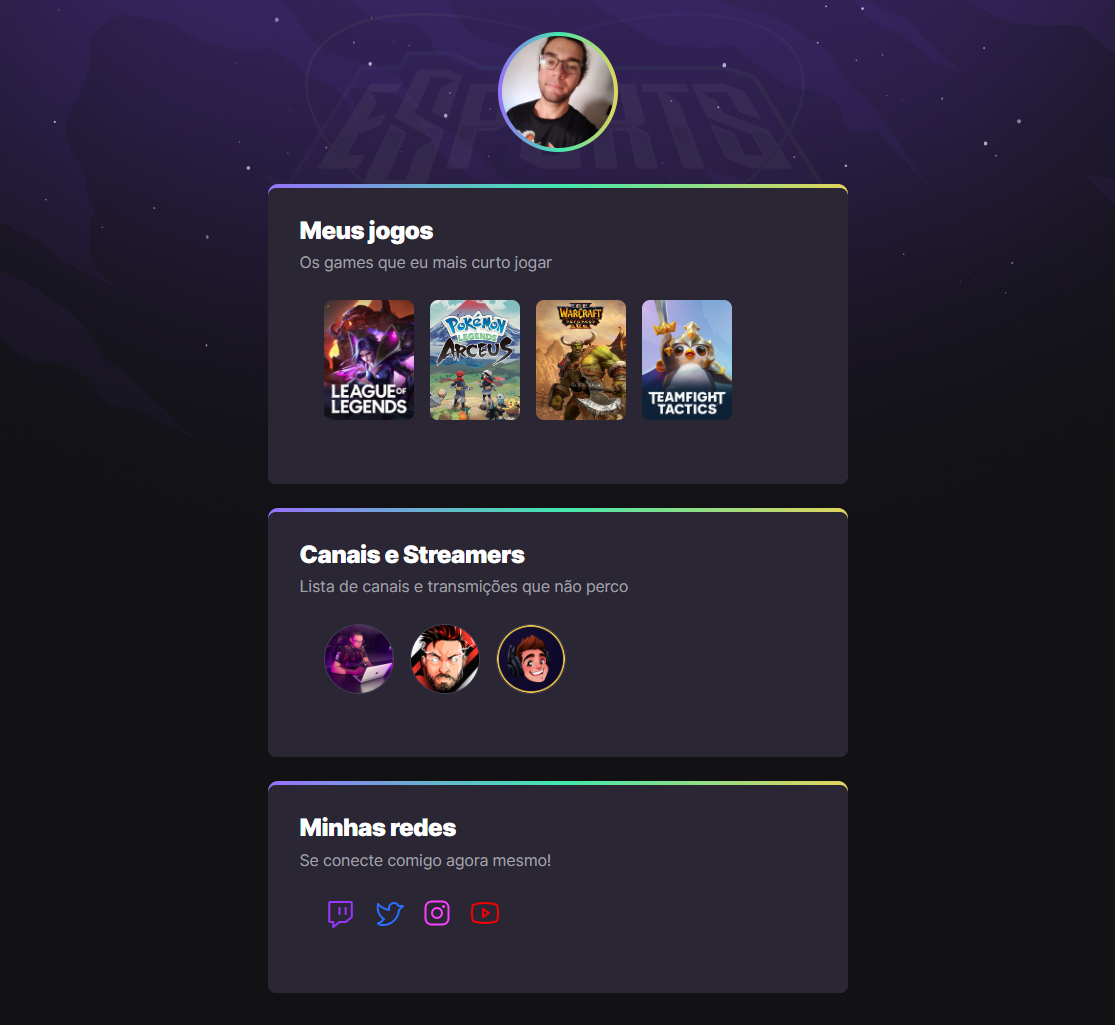 ESPORTS
Meus jogos
Os games que eu mais curto jogar
LEAGUE OF
LEGENDS
POKéMON
LEGENDS
ARCEUS
WARCRAFT
REFORGED
TEAMFIGHT
TACTICS
Canais e Streamers
Lista de canais e transmições que não perco
Minhas redes
Se conecte comigo agora mesmo!